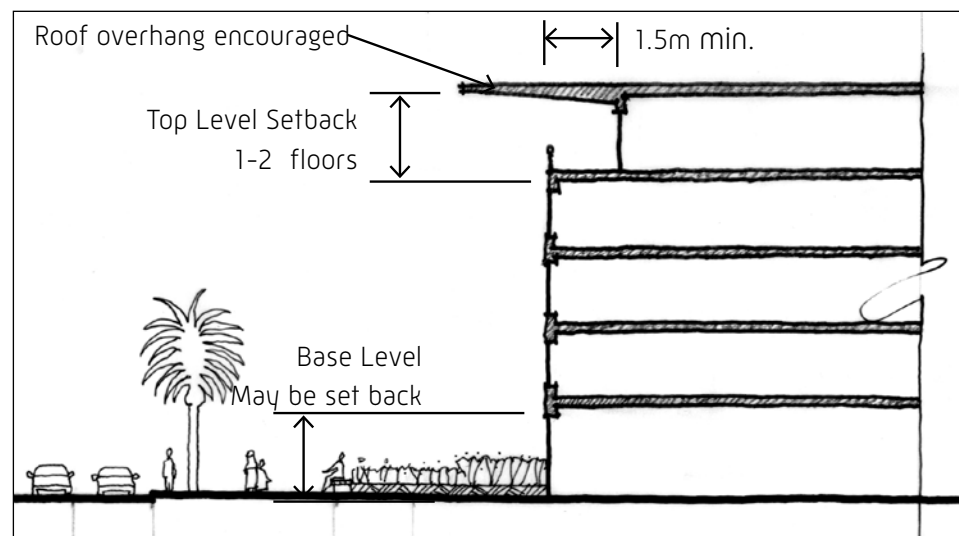 Roof overhang encouraged
1.5m min.
Top Level Setback
1-2 floors
Base Level
May be set back